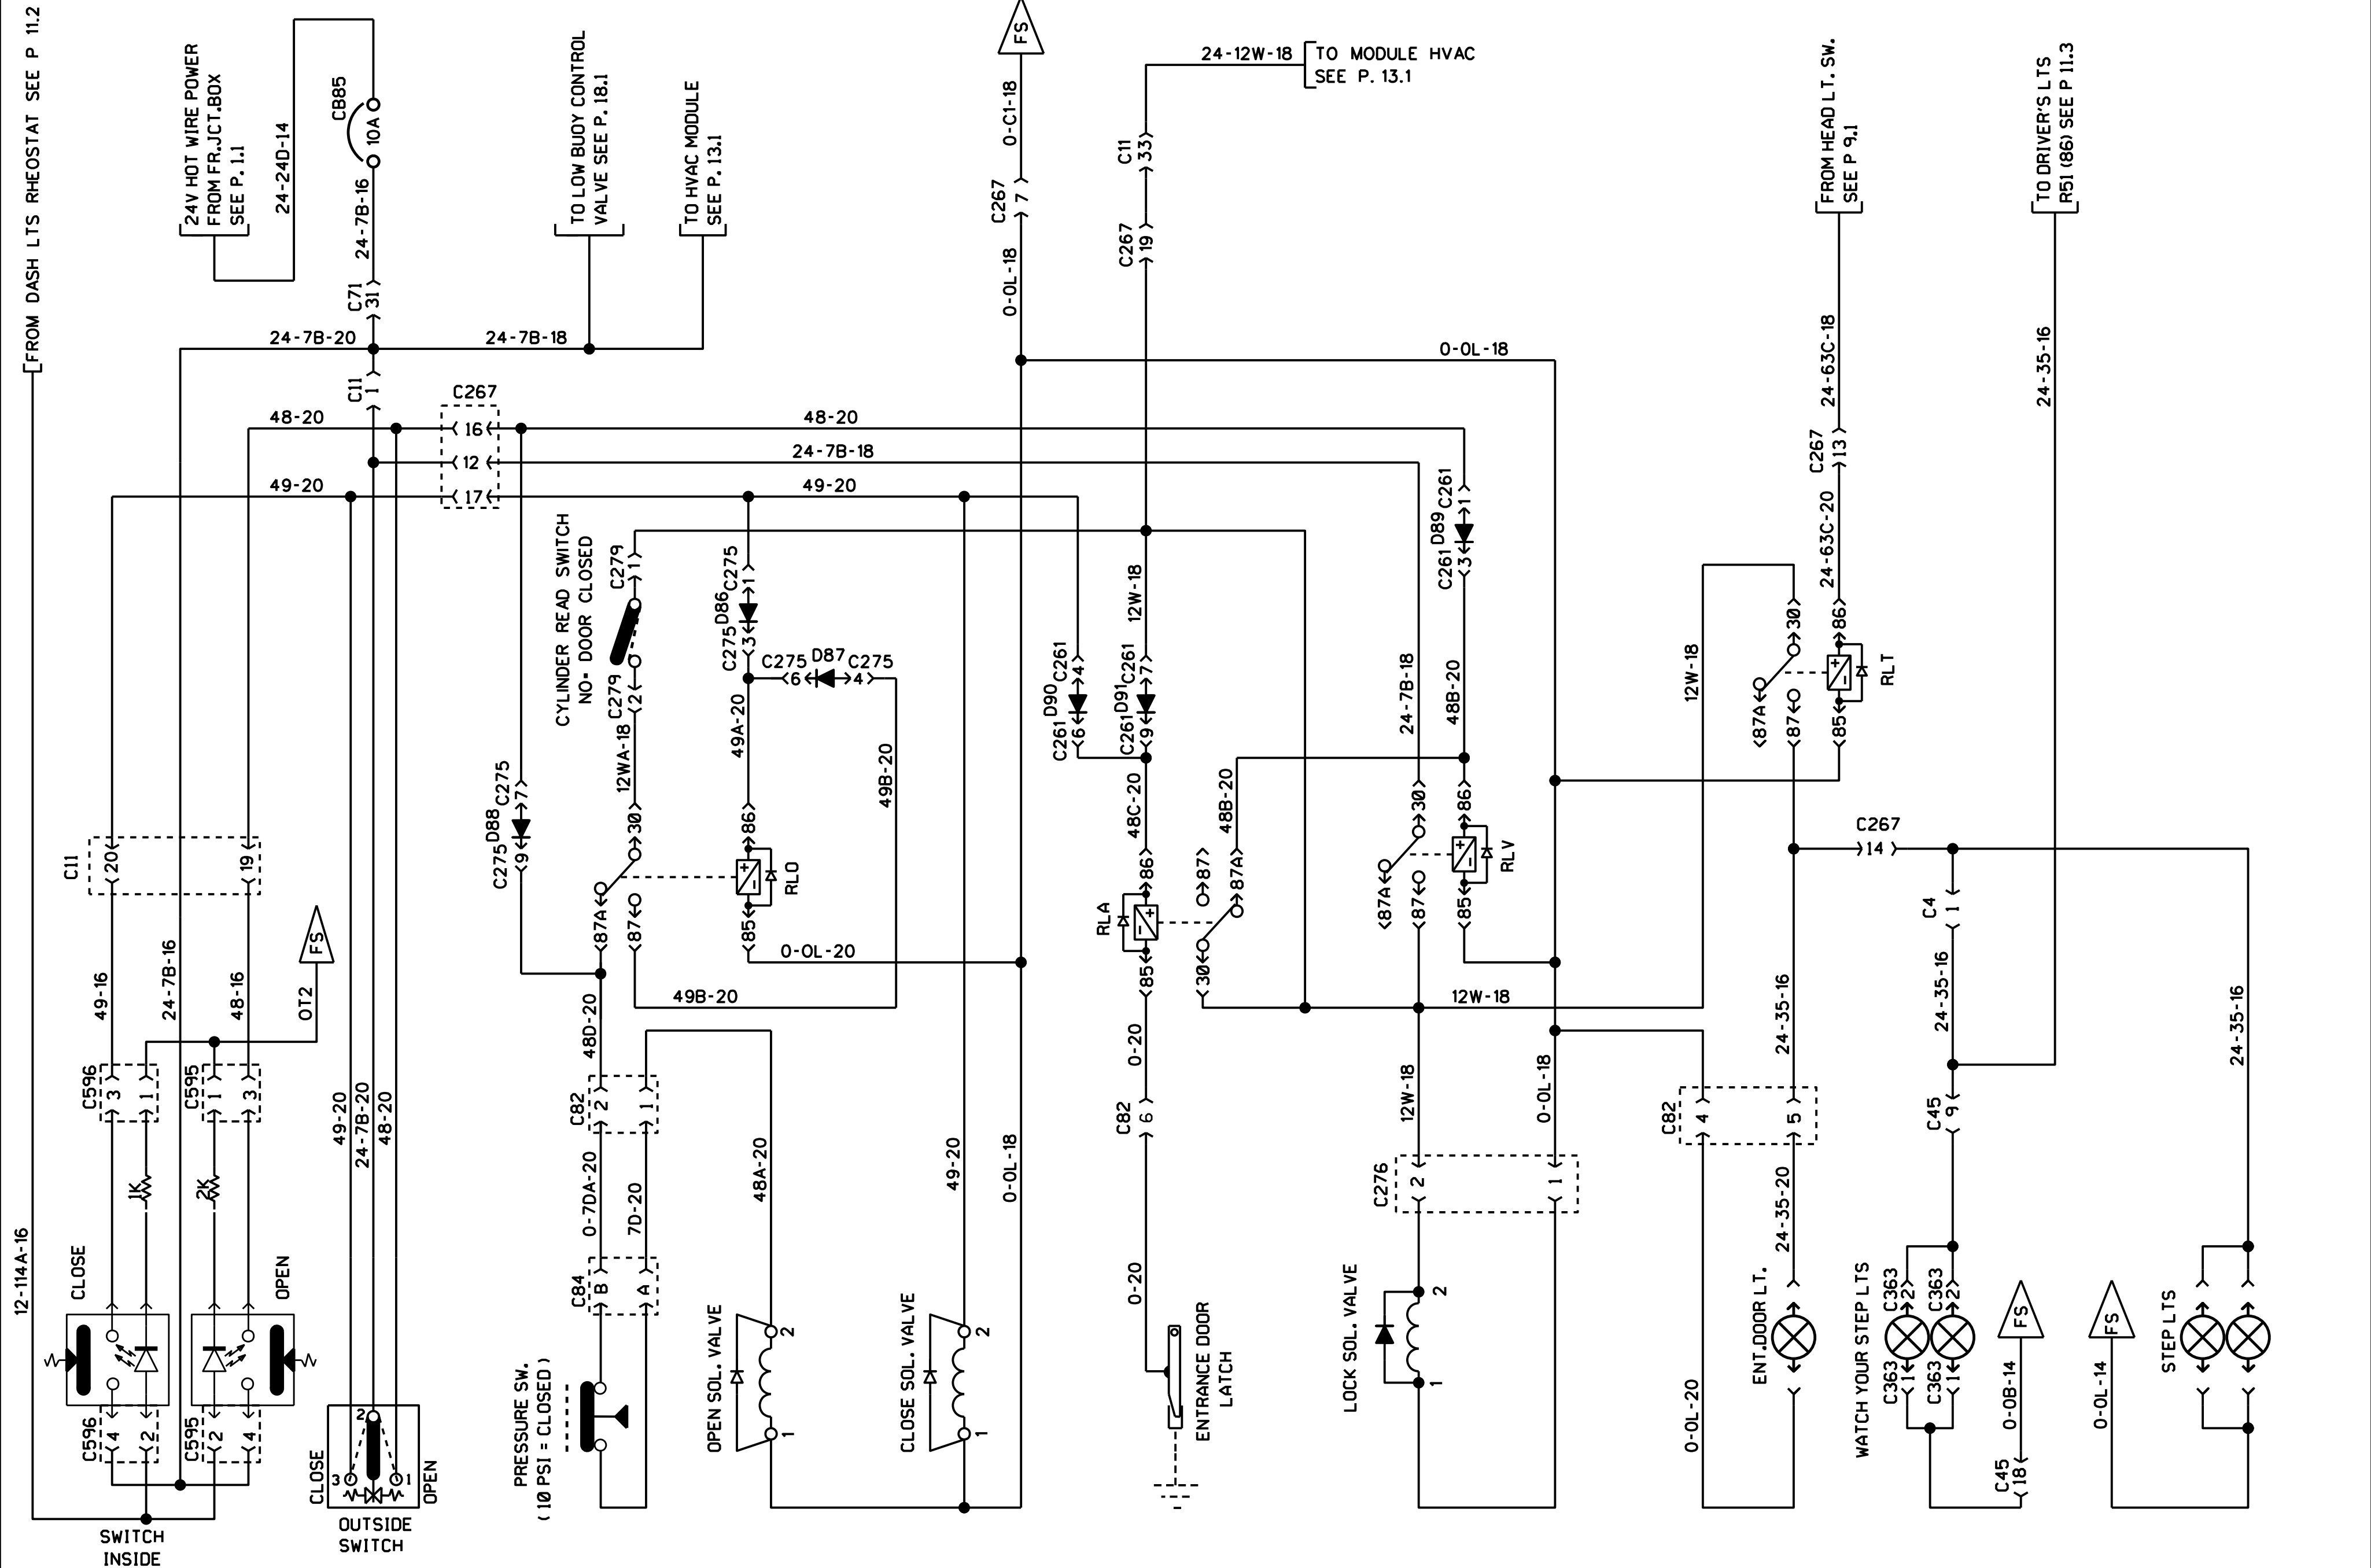 FROM DASH LTS RHEOSTAT SEE P 11.2
12-114A-16
24V HOT WIRE POWER
FROM FR.JCT.BOX
SEE P. 1.1
24-24D-14
CB85
10A
24-7B-16
C71
31
24-7B-20
24-7B-18
C11
1
TO LOW BUOY CONTROL
VALVE SEE P. 18.1
TO HVAC MODULE
SEE P. 13.1
FS
0-C1-18
C267
7
0-OL-18
24-12W-18
TO MODULE HVAC
SEE P. 13.1
C11
33
C267
19
0-OL-18
FROM HEAD LT. SW.
SEE P 9.1
24-63C-18
C267
13
24-63C-20
TO DRIVER'S LTS
R51 (86) SEE P 11.3
24-35-16
C267
48-20
16
48-20
12
24-7B-18
49-20
17
49-20
C11
20
19
49-16
24-7B-16
48-16
OT2
FS
C596
3
1
C595
1
3
1K
2K
CLOSE
OPEN
C596
4
2
C595
2
4
SWITCH
INSIDE
49-20
24-7B-20
48-20
2
3
1
CLOSE
OPEN
OUTSIDE
SWITCH
C275
7
D88
C275
9
CYLINDER READ SWITCH
NO= DOOR CLOSED
C279
1
C279
2
12WA-18
30
87A
87
C275
1
D86
C275
3
C275
6
D87
C275
4
49A-20
49B-20
86
RLO
85
0-OL-20
49B-20
48D-20
C82
2
1
0-7DA-20
7D-20
C84
B
A
PRESSURE SW.
( 10 PSI = CLOSED )
48A-20
OPEN SOL. VALVE
2
1
49-20
CLOSE SOL. VALVE
2
1
0-OL-18
C261
4
D90
C261
6
12W-18
C261
7
D91
C261
9
48C-20
48B-20
RLA
86
85
87
87A
30
0-20
C82
6
0-20
ENTRANCE DOOR
LATCH
C261
1
D89
C261
3
24-7B-18
48B-20
30
86
87A
87
85
RLV
12W-18
12W-18
0-OL-18
C276
2
1
LOCK SOL. VALVE
2
1
12W-18
30
86
87A
87
85
RLT
C267
14
24-35-16
C82
4
5
24-35-20
0-OL-20
ENT.DOOR LT.
C4
1
24-35-16
C45
9
24-35-16
WATCH YOUR STEP LTS
C363
2
C363
2
C363
1
C363
1
FS
0-OB-14
C45
18
FS
0-OL-14
STEP LTS